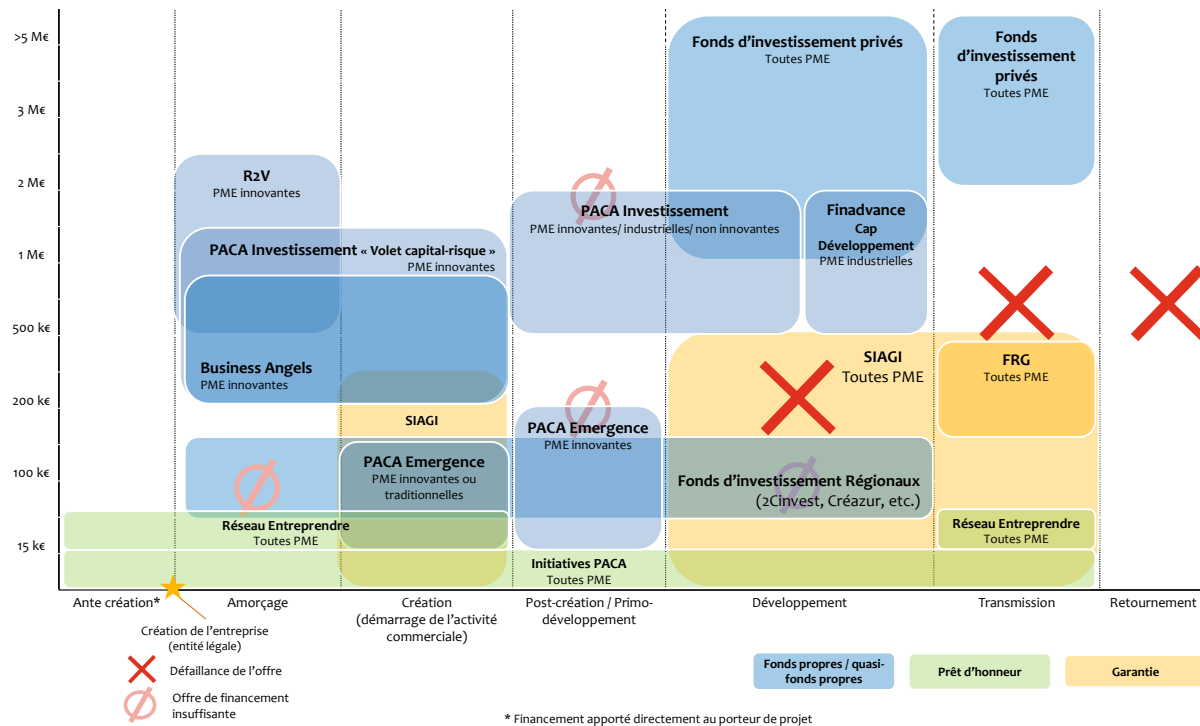 >5 M€
3 M€
2 M€
1 M€
500 k€
200 k€
100 k€
15 k€
Fonds d'investissement privés
Toutes PME
Fonds
d'investissement
privés
Toutes PME
R2V
PME innovantes
PACA Investissement « Volet capital-risque »
PME innovantes
PACA Investissement
PME innovantes/ industrielles/ non innovantes
Finadvance
Cap
Développement
PME industrielles
Business Angels
PME innovantes
SIAGI
Toutes PME
FRG
Toutes PME
SIAGI
PACA Emergence
PME innovantes
PACA Emergence
PME innovantes ou
traditionnelles
Fonds d'investissement Régionaux
(2Cinvest, Créazur, etc.)
Réseau Entreprendre
Toutes PME
Réseau Entreprendre
Toutes PME
Initiatives PACA
Toutes PME
Ante création*
Amorçage
Création
(démarrage de l'activité
commerciale)
Post-création / Primo-
développement
Développement
Transmission
Retournement
Création de l'entreprise
(entité légale)
Défaillance de l'offre
Offre de financement
insuffisante
Fonds propres / quasi-
fonds propres
Prêt d'honneur
Garantie
* Financement apporté directement au porteur de projet